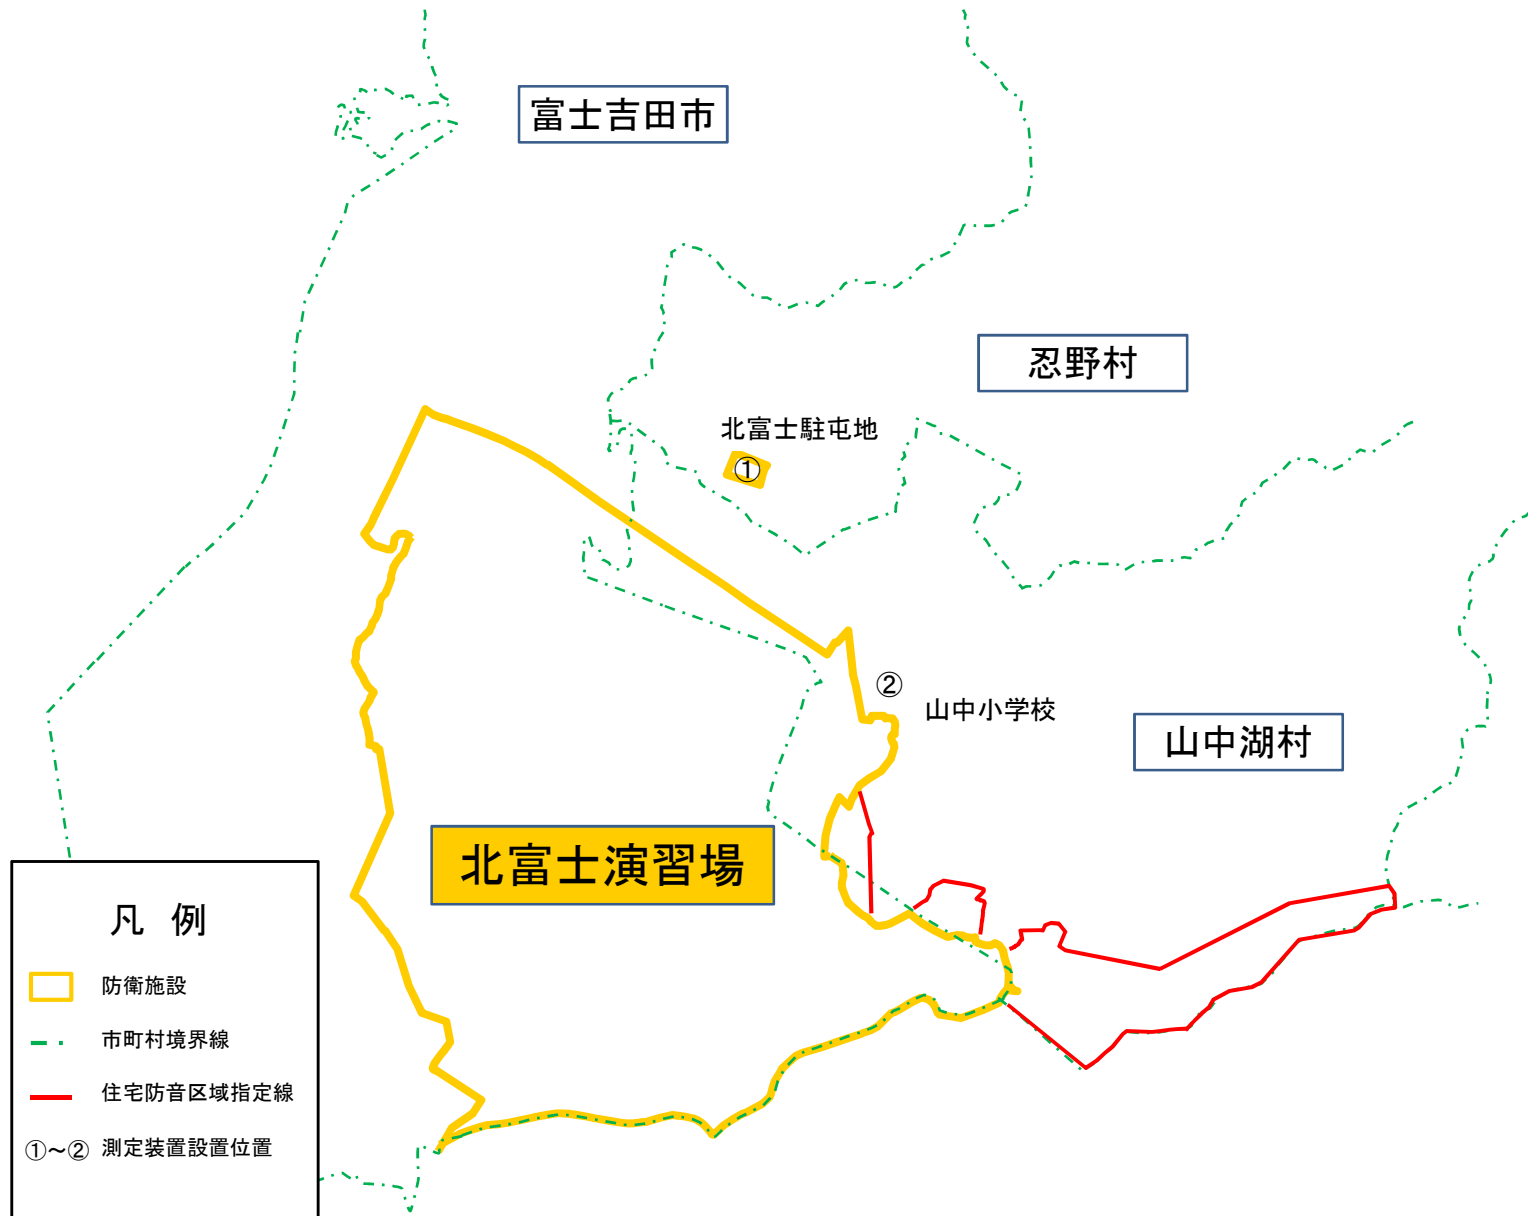 富士吉田市
忍野村
北富士駐屯地
①
②
山中小学校
山中湖村
北富士演習場
凡 例
防衛施設
市町村境界線
住宅防音区域指定線
①～② 測定装置設置位置